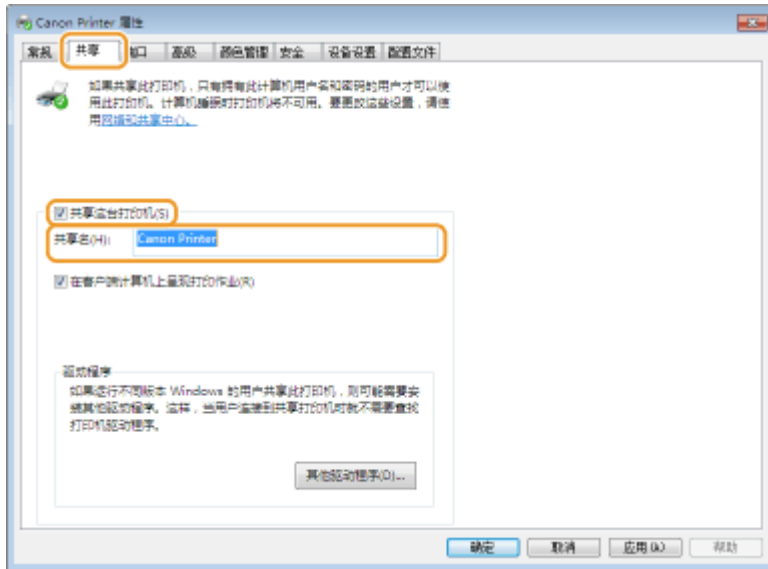 Canon Printer 属性
常规 共享 端口 高级 颜色管理 安全 设备设置 配置文件
如果共享此打印机，只有拥有此计算机用户名和密码的用户才可以使
用此打印机。计算机睡眠时打印机将不可用。要更改这些设置，请使
用网络和共享中心。
共享这台打印机(S)
共享名(H): Canon Printer
在客户端计算机上呈现打印作业(R)
驱动程序
如果运行不同版本 Windows 的用户共享此打印机，则可能需要安
装其他驱动程序。这样，当用户连接到共享打印机时就不需要查找
打印机驱动程序。
其他驱动程序(D)...
确定 取消 应用(A) 帮助